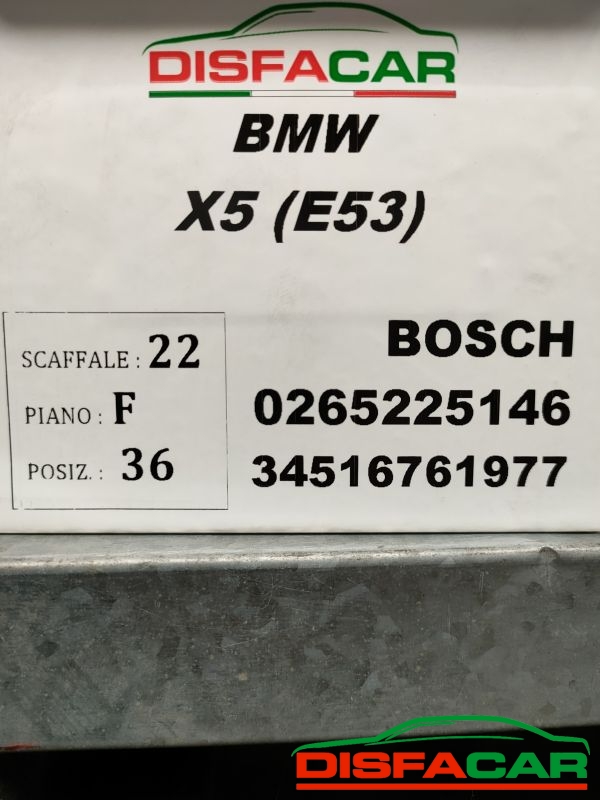 DISFACAR
BMW
X5 (E53)
SCAFFALE : 22
PIANO : F
POSIZ. : 36
BOSCH
0265225146
34516761977
DISFACAR